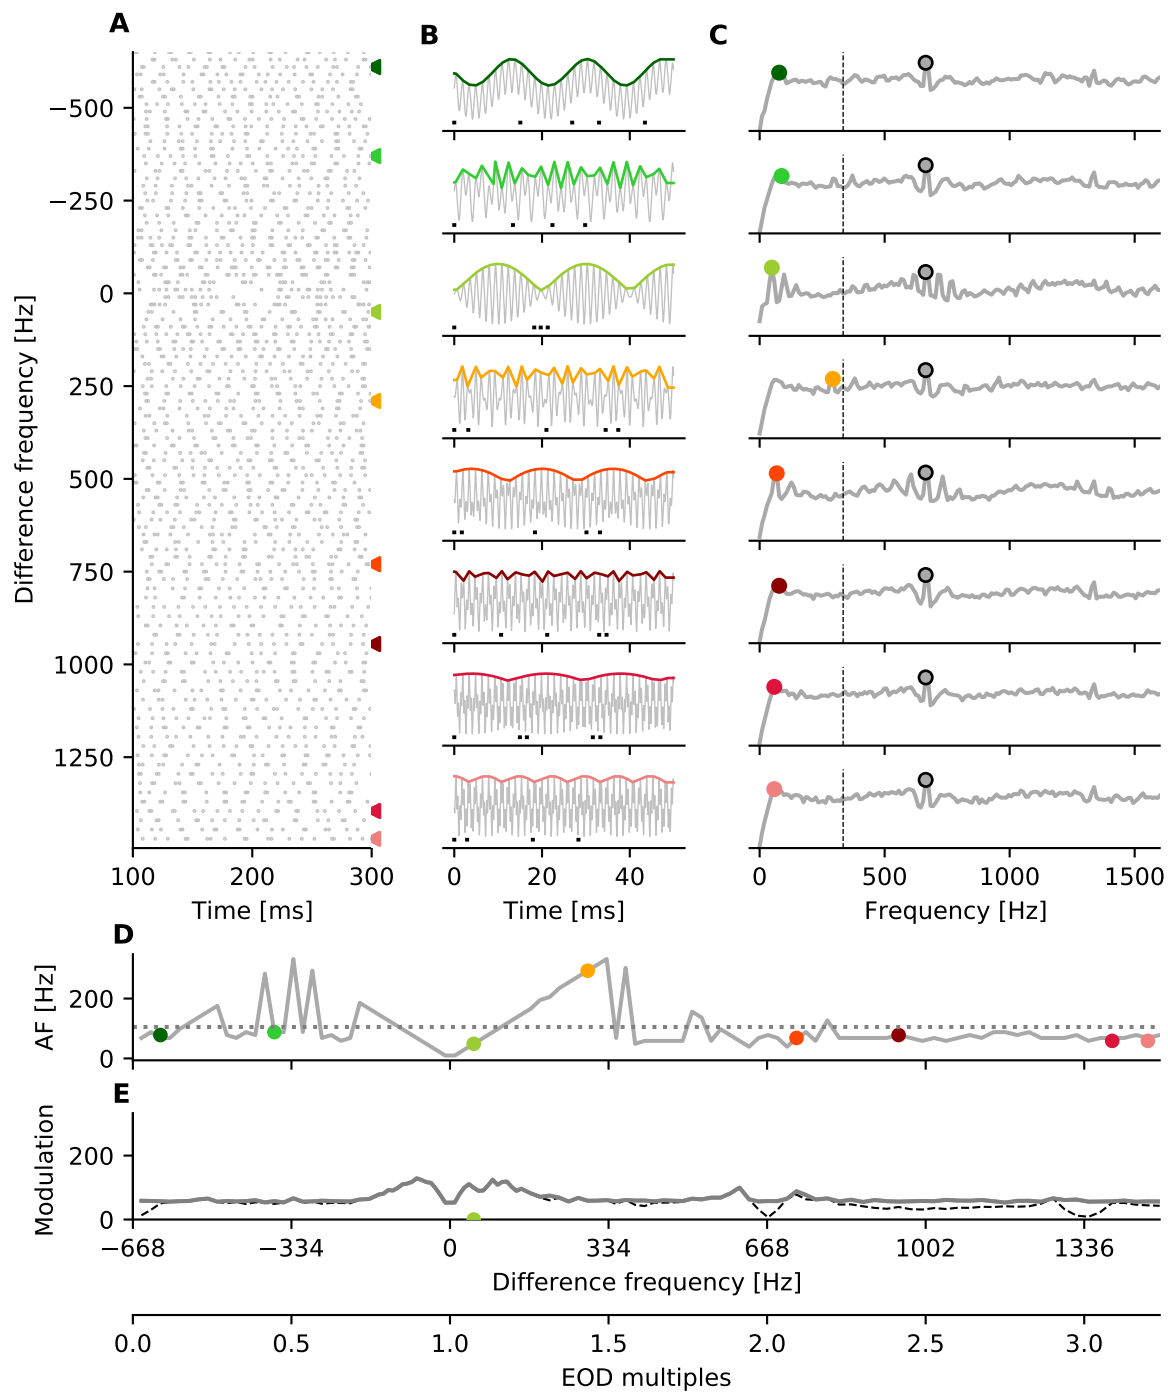 A
B
C
Difference frequency [Hz]
−500
−250
0
250
500
750
1000
1250
100
200
300
Time [ms]
0
20
40
Time [ms]
0
500
1000
1500
Frequency [Hz]
D
AF [Hz]
200
0
E
Modulation
200
0
−668
−334
0
334
668
1002
1336
Difference frequency [Hz]
0.0
0.5
1.0
1.5
2.0
2.5
3.0
EOD multiples